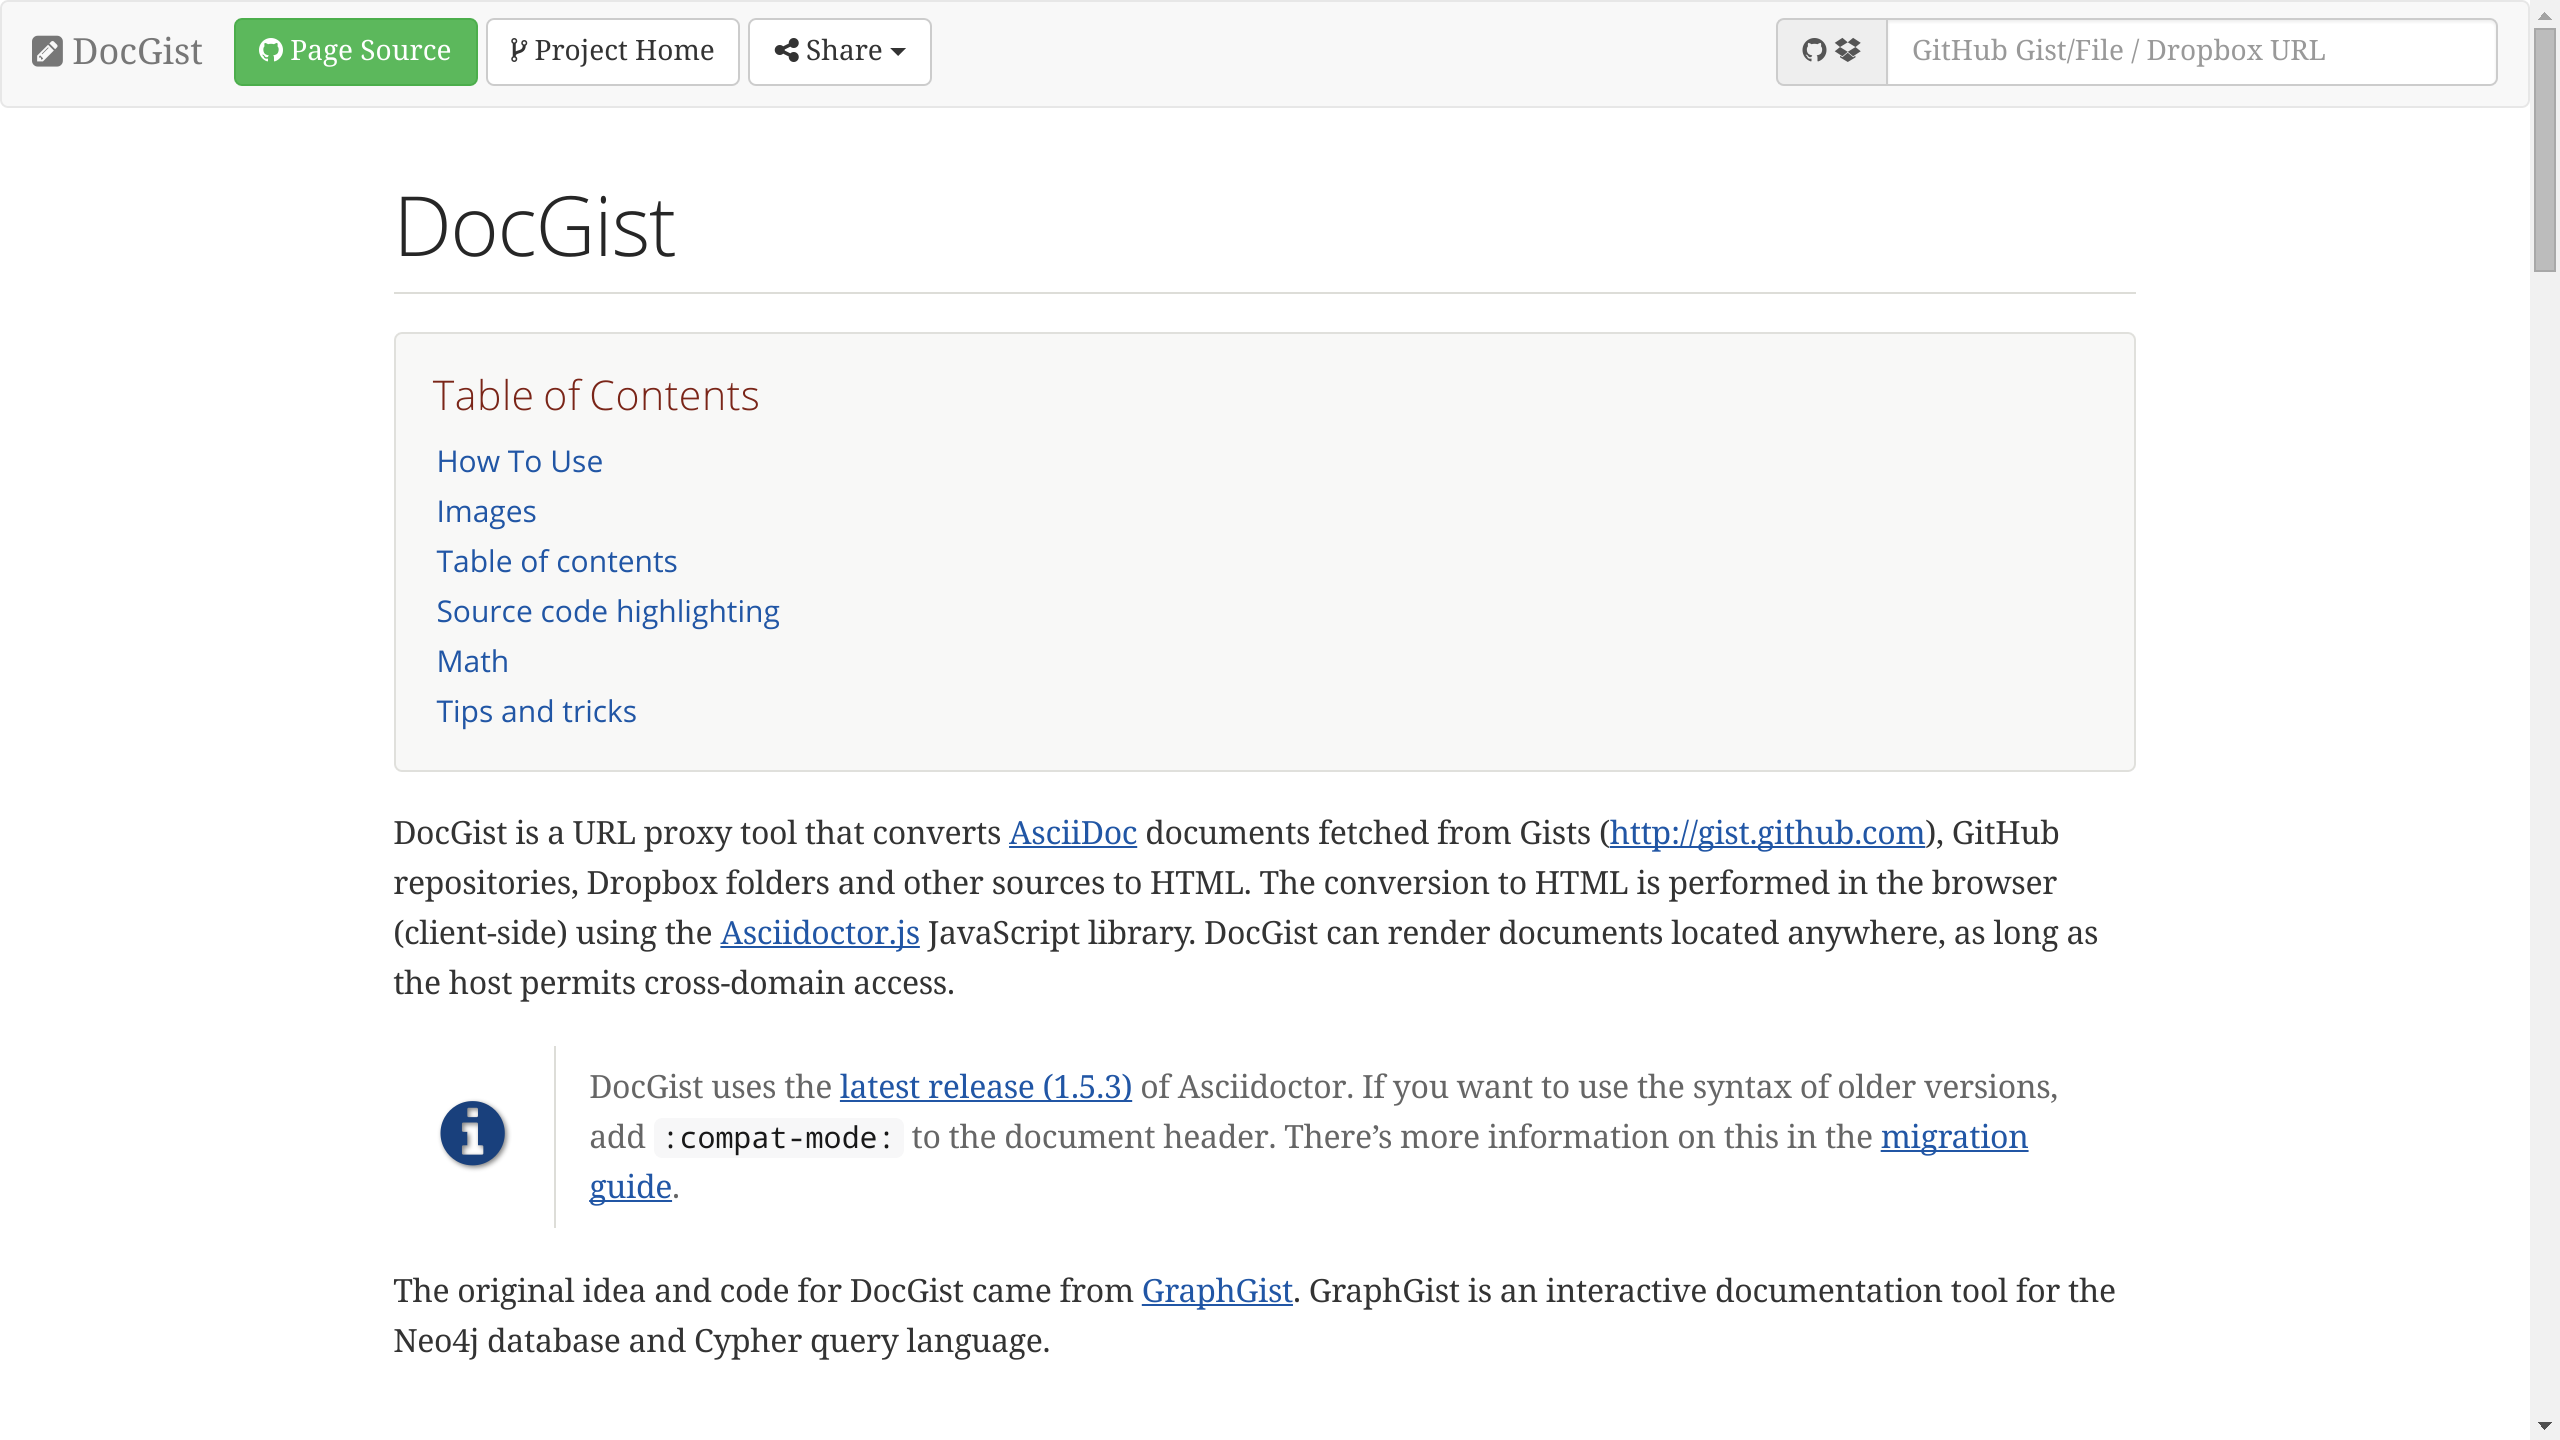 DocGist
Page Source
Project Home
Share
GitHub Gist/File / Dropbox URL
DocGist
Table of Contents
How To Use
Images
Table of contents
Source code highlighting
Math
Tips and tricks
DocGist is a URL proxy tool that converts AsciiDoc documents fetched from Gists (http://gist.github.com), GitHub
repositories, Dropbox folders and other sources to HTML. The conversion to HTML is performed in the browser
(client-side) using the Asciidoctor.js JavaScript library. DocGist can render documents located anywhere, as long as
the host permits cross-domain access.
DocGist uses the latest release (1.5.3) of Asciidoctor. If you want to use the syntax of older versions,
add :compat-mode: to the document header. There’s more information on this in the migration
guide.
The original idea and code for DocGist came from GraphGist. GraphGist is an interactive documentation tool for the
Neo4j database and Cypher query language.